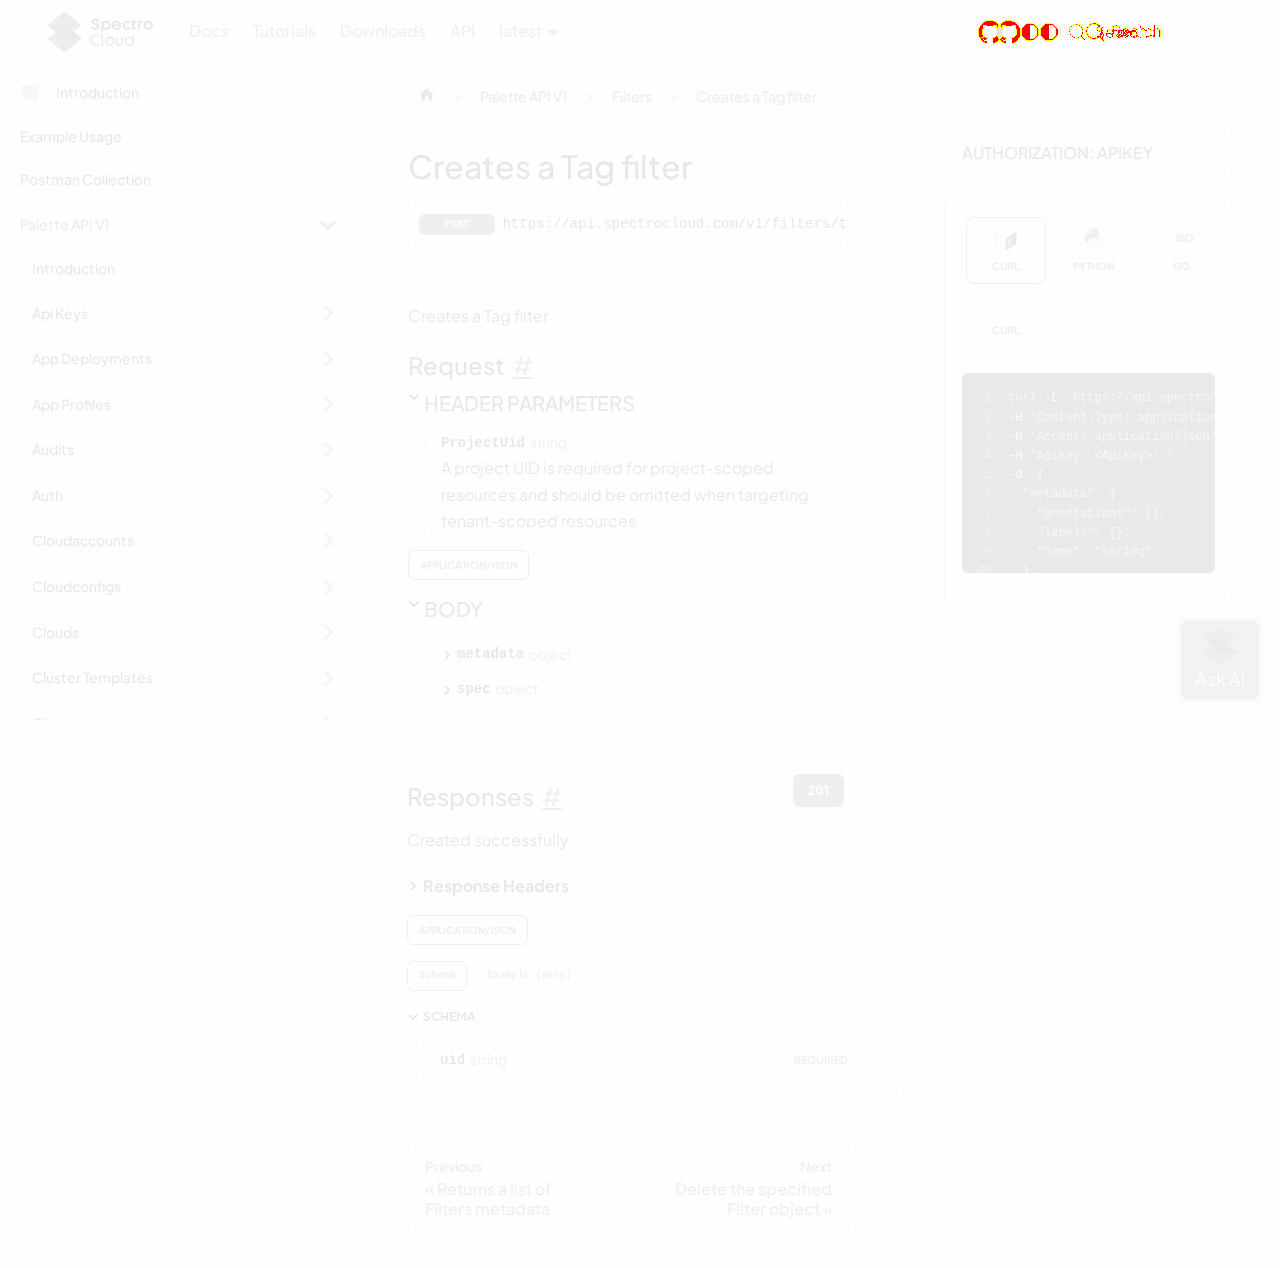 Spectro Cloud
Docs Tutorials Downloads API latest
Introduction
Example Usage
Postman Collection
Palette API V1
Introduction
Api Keys
App Deployments
App Profiles
Audits
Auth
Cloudaccounts
Cloudconfigs
Clouds
Cluster Templates
Palette API V1 Filters Creates a Tag filter
Creates a Tag filter
POST https://api.spectrocloud.com/v1/filters/t
Creates a Tag filter
Request #
HEADER PARAMETERS
ProjectUid string
A project UID is required for project-scoped
resources and should be omitted when targeting
tenant-scoped resources
APPLICATION/JSON
BODY
metadata object
spec object
Responses #
201
Created successfully
Response Headers
APPLICATION/JSON
Schema Example (auto)
SCHEMA
uid string REQUIRED
Previous
« Returns a list of
Filters metadata
Next
Delete the specified
Filter object »
AUTHORIZATION: APIKEY
CURL PYTHON GO
CURL
1 curl -L 'https://api.spectroc
2 -H 'Content-Type: application
3 -H 'Accept: application/json'
4 -H 'ApiKey: <ApiKey>' \
5 -d '{
6 "metadata": {
7 "annotations": {},
8 "labels": {},
9 "name": "string"
10 },
Ask AI